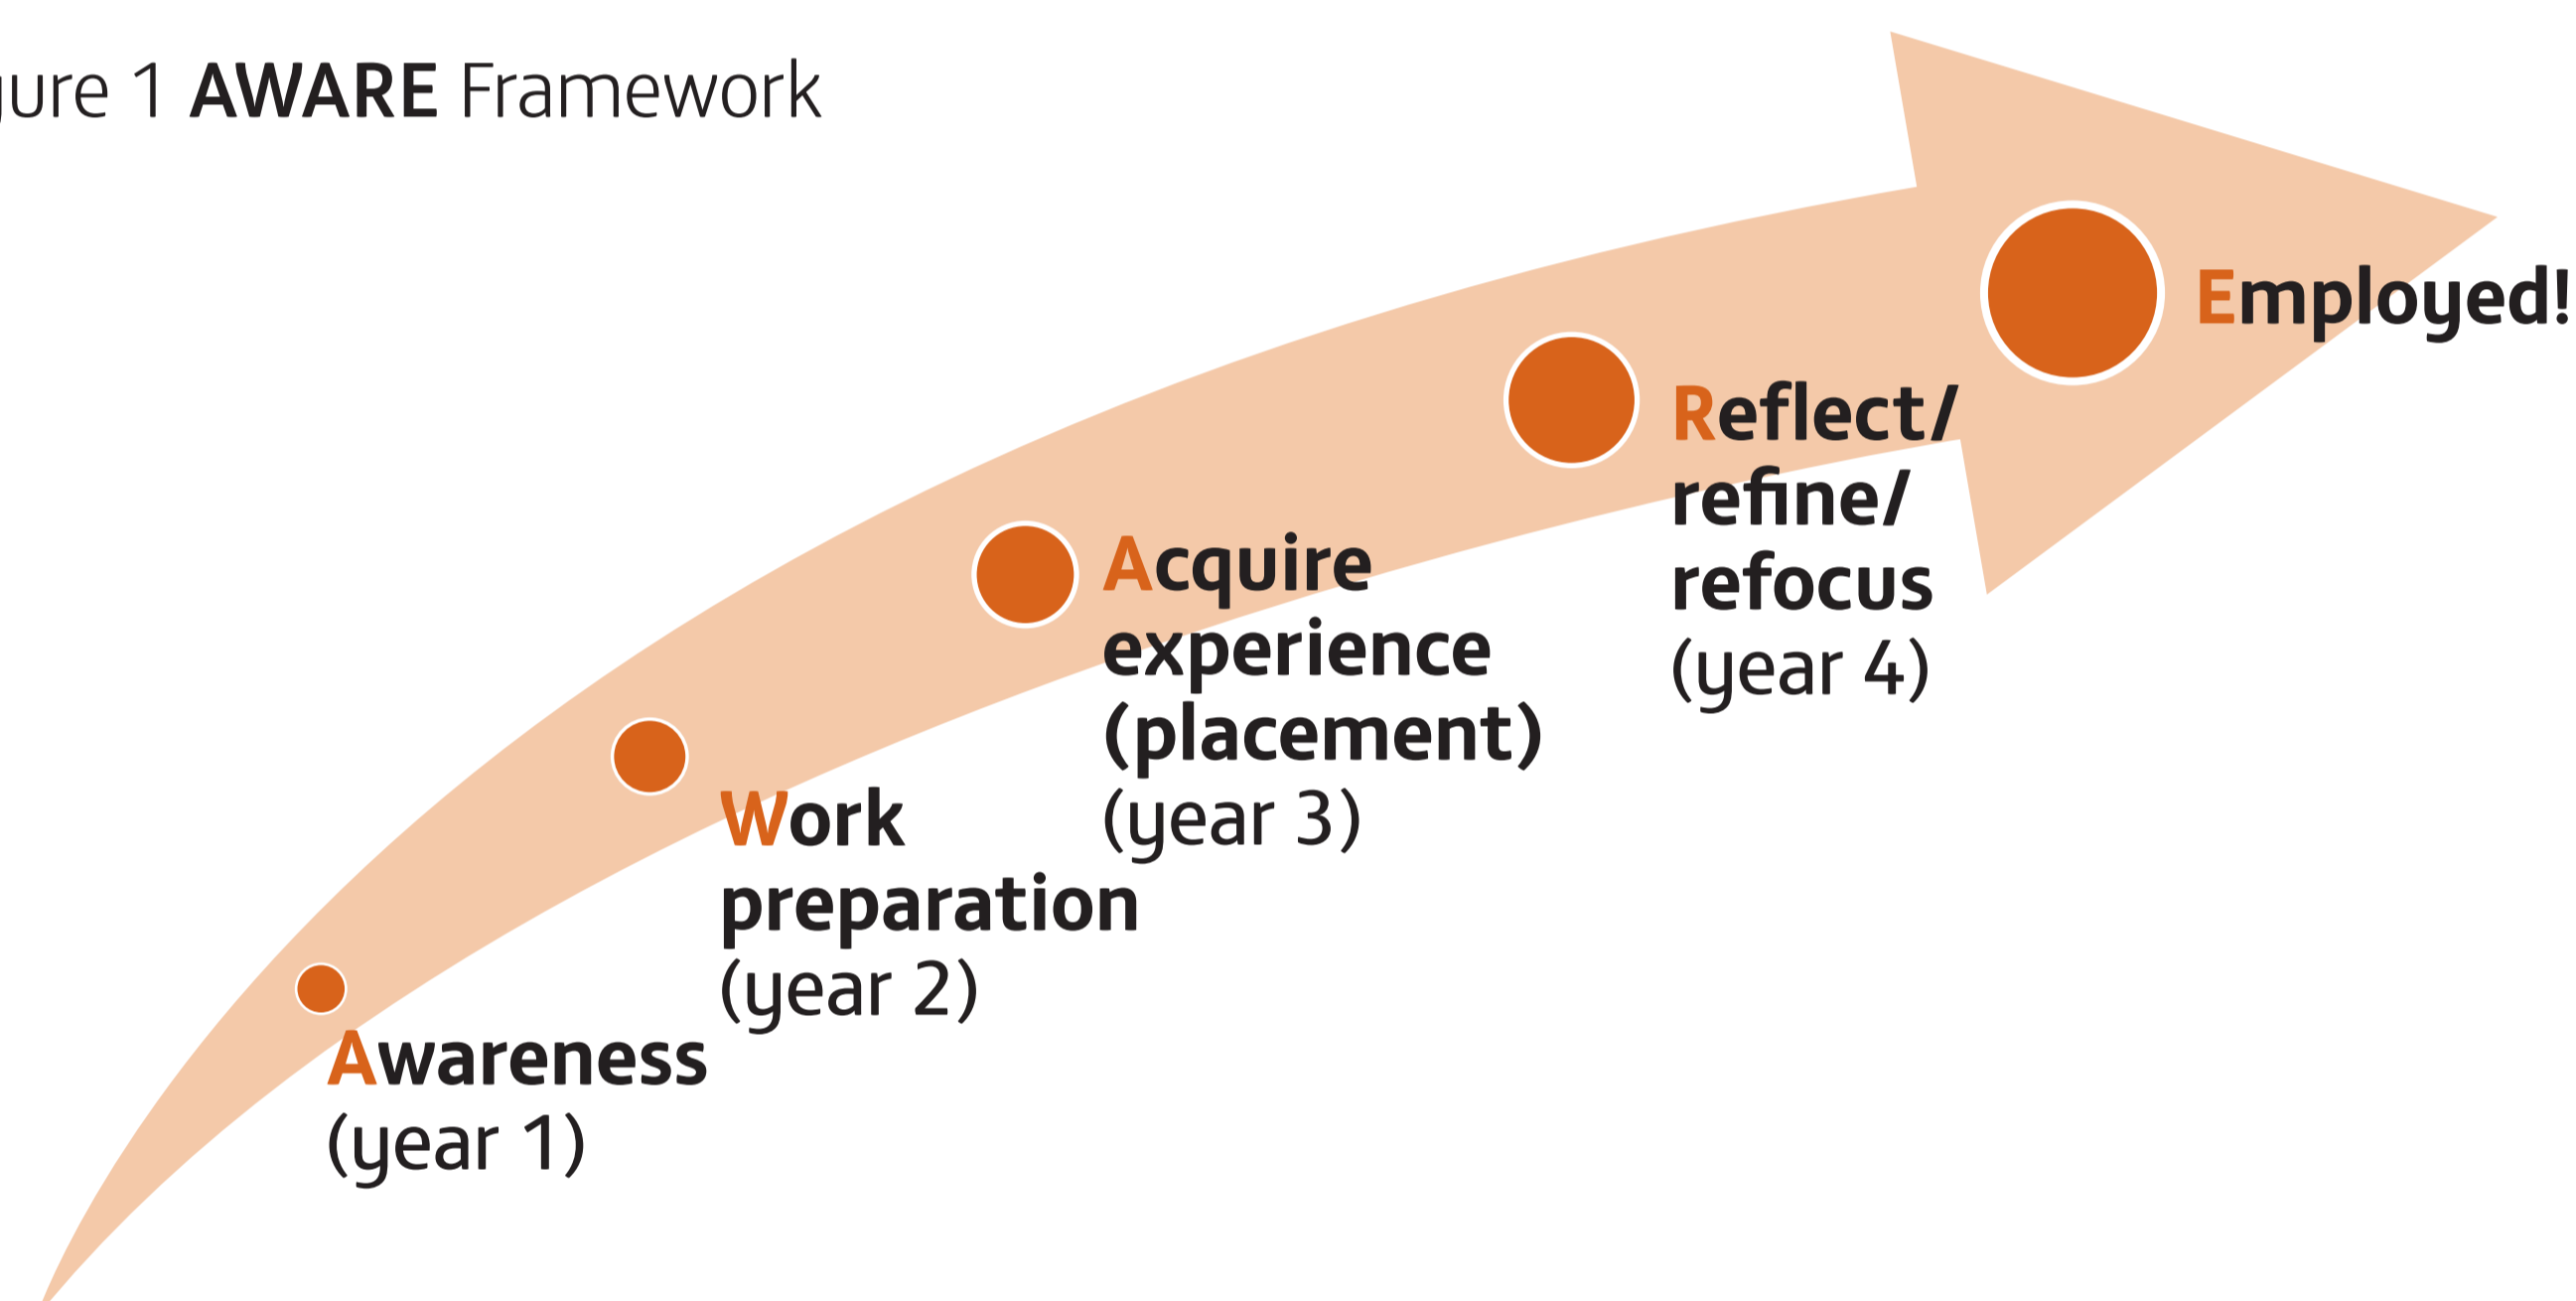 ure 1 AWARE Framework
Employed!
Reflect/
refine/
refocus
(year 4)
Acquire
experience
(placement)
(year 3)
Work
preparation
(year 2)
Awareness
(year 1)